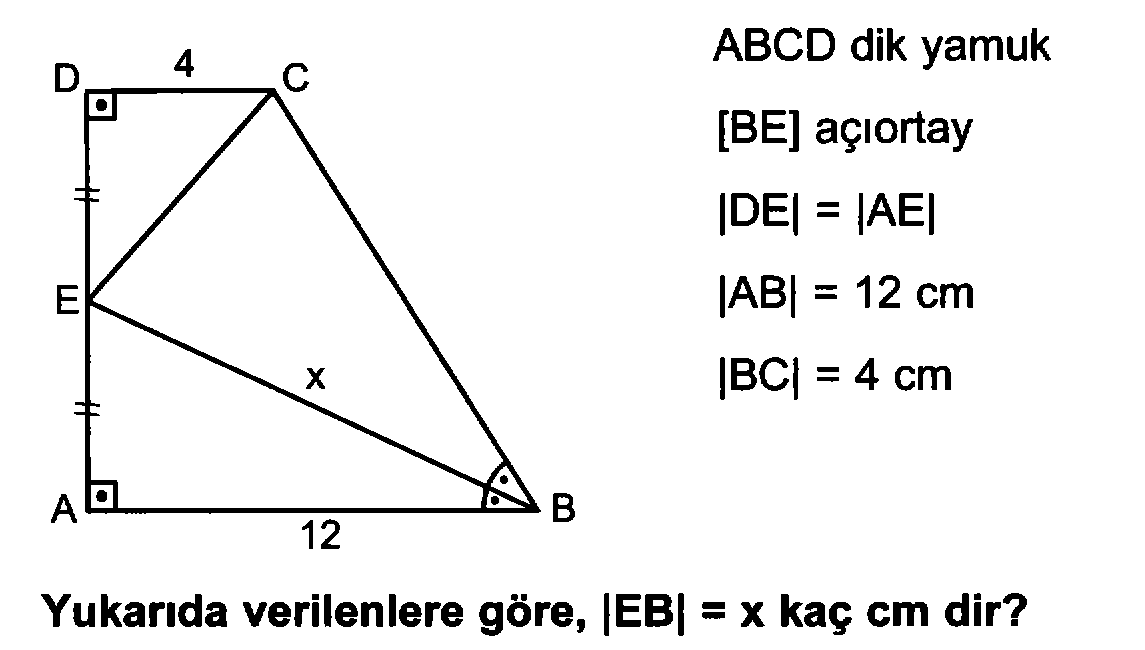 D 4 C
ABCD dik yamuk
[BE] açıortay
|DE| = |AE|
E
|AB| = 12 cm
x
|BC| = 4 cm
A
B
12
Yukarıda verilenlere göre, |EB| = x kaç cm dir?